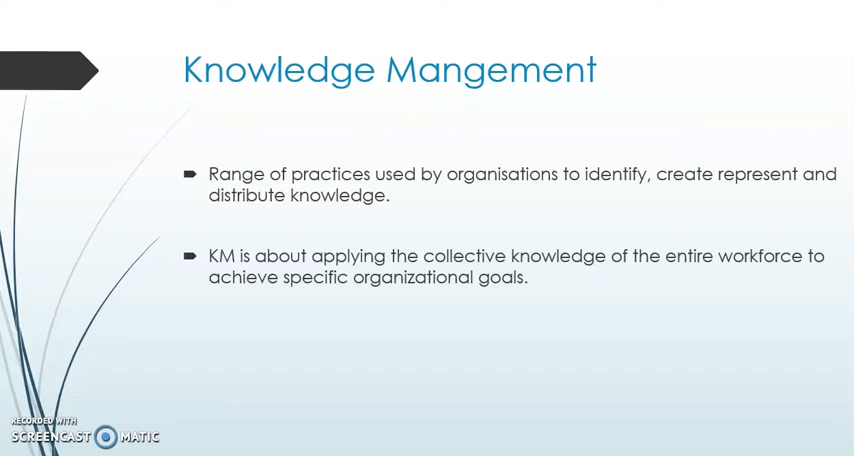 Knowledge Mangement
Range of practices used by organisations to identify, create represent and
distribute knowledge.
KM is about applying the collective knowledge of the entire workforce to
achieve specific organizational goals.
RECORDED WITH
SCREENCAST MATIC